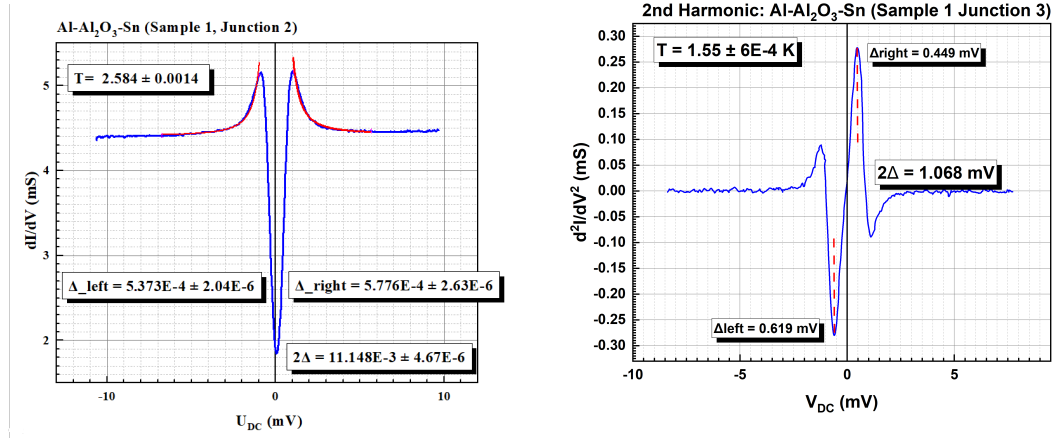 Al-Al₂O₃-Sn (Sample 1, Junction 2)
T= 2.584 ± 0.0014
5
4
3
2
dI/dV (mS)
Δ_left = 5.373E-4 ± 2.04E-6
Δ_right = 5.776E-4 ± 2.63E-6
2Δ = 11.148E-3 ± 4.67E-6
-10
0
10
U_DC (mV)
2nd Harmonic: Al-Al₂O₃-Sn (Sample 1 Junction 3)
T = 1.55 ± 6E-4 K
Δright = 0.449 mV
2Δ = 1.068 mV
Δleft = 0.619 mV
0.30
0.25
0.20
0.15
0.10
0.05
0.00
-0.05
-0.10
-0.15
-0.20
-0.25
-0.30
d²I/dV² (mS)
-10
-5
0
5
V_DC (mV)